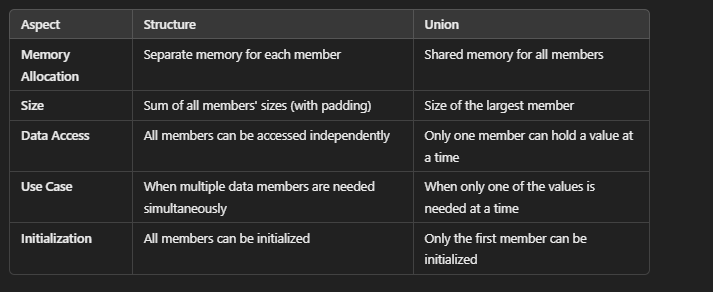 Aspect Structure Union
Memory Allocation Separate memory for each member Shared memory for all members
Size Sum of all members' sizes (with padding) Size of the largest member
Data Access All members can be accessed independently Only one member can hold a value at a time
Use Case When multiple data members are needed simultaneously When only one of the values is needed at a time
Initialization All members can be initialized Only the first member can be initialized